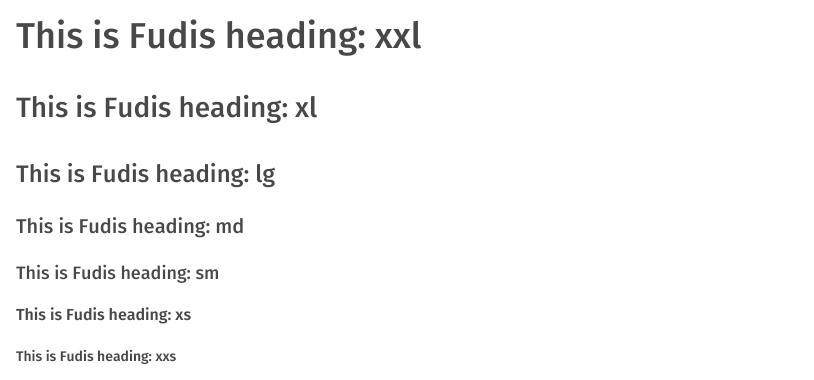 This is Fudis heading: xxl
This is Fudis heading: xl
This is Fudis heading: lg
This is Fudis heading: md
This is Fudis heading: sm
This is Fudis heading: xs
This is Fudis heading: xxs